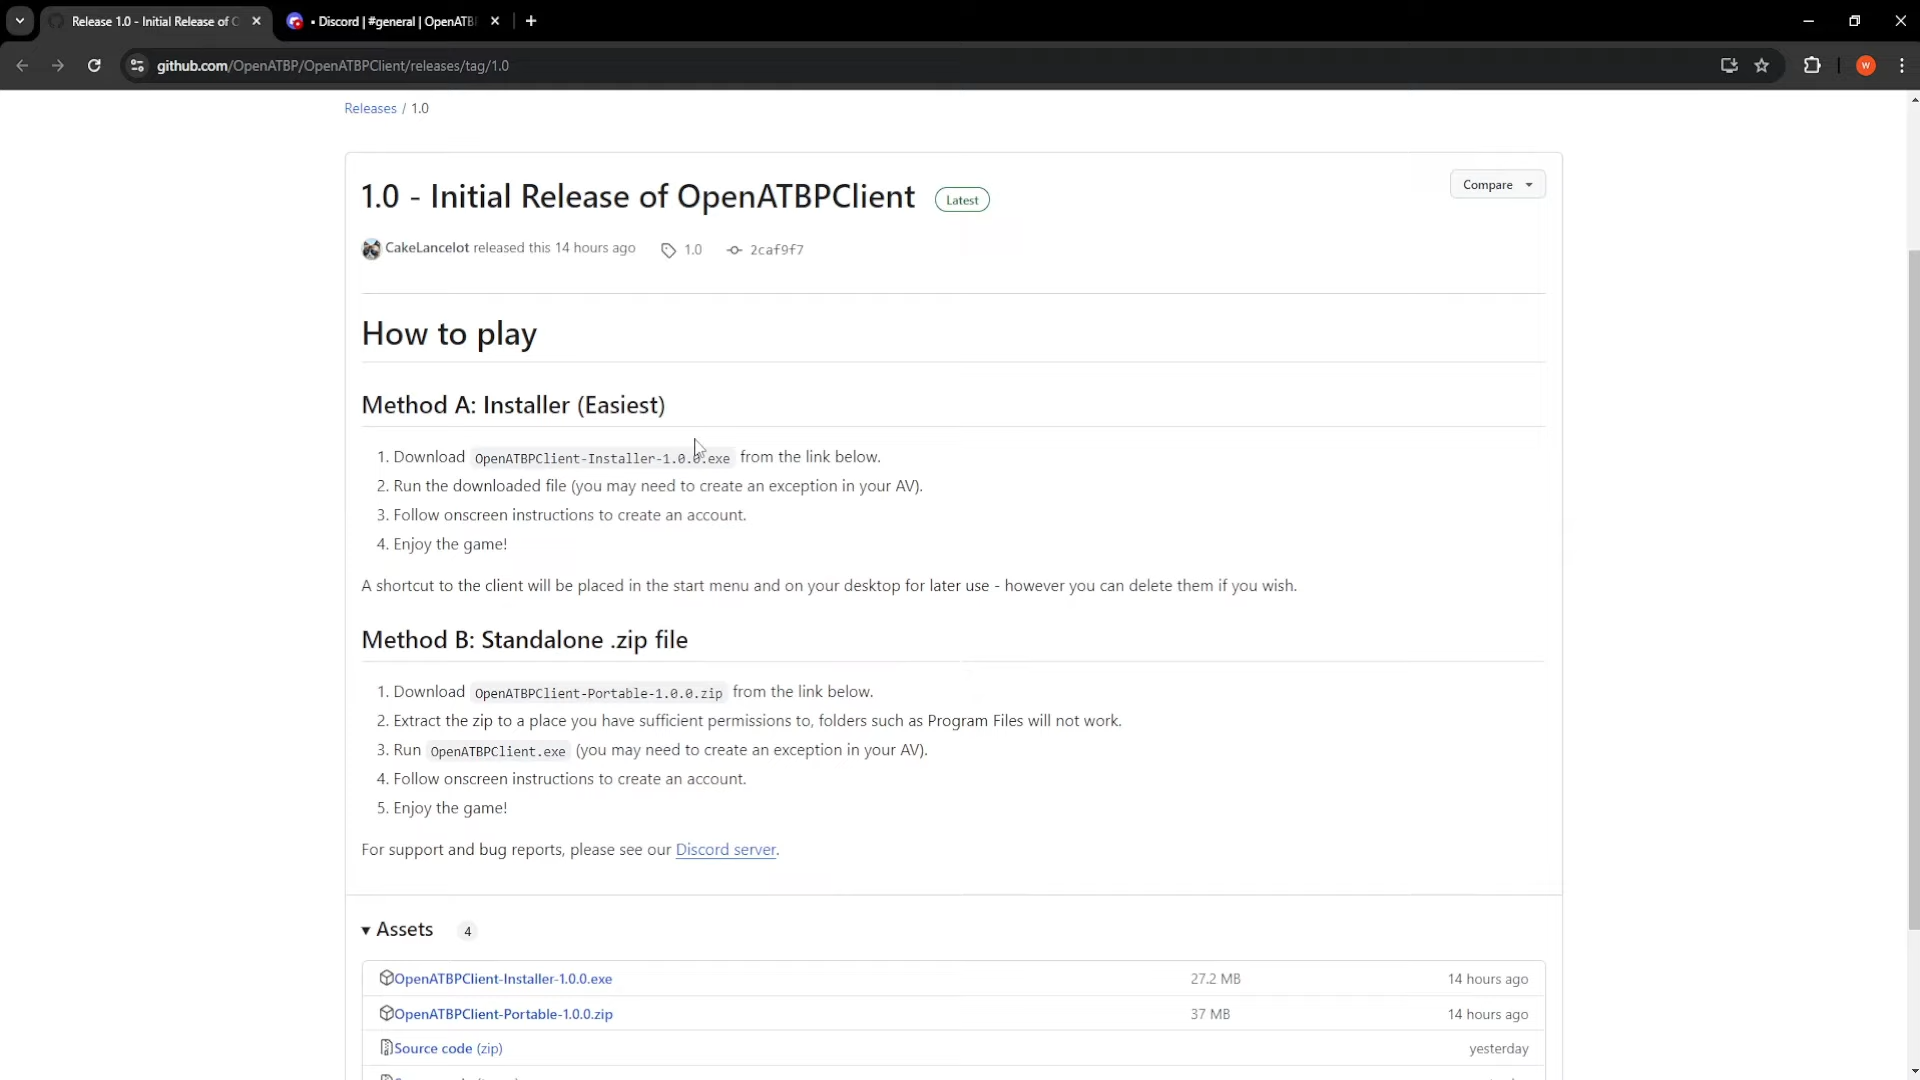 Release 1.0 - Initial Release of O
• Discord | #general | OpenATB
github.com/OpenATBP/OpenATBPClient/releases/tag/1.0
W
Releases / 1.0
1.0 - Initial Release of OpenATBPClient
Latest
Compare
CakeLancelot released this 14 hours ago
1.0
2caf9f7
How to play
Method A: Installer (Easiest)
1. Download OpenATBPClient-Installer-1.0.0.exe from the link below.
2. Run the downloaded file (you may need to create an exception in your AV).
3. Follow onscreen instructions to create an account.
4. Enjoy the game!
A shortcut to the client will be placed in the start menu and on your desktop for later use - however you can delete them if you wish.
Method B: Standalone .zip file
1. Download OpenATBPClient-Portable-1.0.0.zip from the link below.
2. Extract the zip to a place you have sufficient permissions to, folders such as Program Files will not work.
3. Run OpenATBPClient.exe (you may need to create an exception in your AV).
4. Follow onscreen instructions to create an account.
5. Enjoy the game!
For support and bug reports, please see our Discord server.
Assets 4
OpenATBPClient-Installer-1.0.0.exe 27.2 MB 14 hours ago
OpenATBPClient-Portable-1.0.0.zip 37 MB 14 hours ago
Source code (zip) yesterday